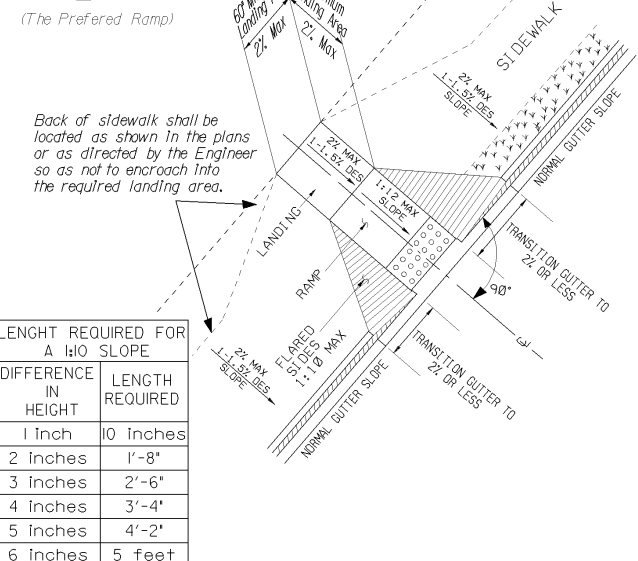 (The Prefered Ramp)
60" M
Landing
2% Max
um
king Area
2% Max
SIDEWALK
2% MAX
1-1.5% DES
SLOPE
NORMAL GUTTER SLOPE
Back of sidewalk shall be
located as shown in the plans
or as directed by the Engineer
so as not to encroach into
the required landing area.
2% MAX
1-1.5% DES
SLOPE
1:12 MAX
SLOPE
LANDING
RAMP
FLARED
SIDES
1:10 MAX
TRANSITION GUTTER TO
2% OR LESS
90°
TRANSITION GUTTER TO
2% OR LESS
2% MAX
1-1.5% DES
SLOPE
NORMAL GUTTER SLOPE
LENGHT REQUIRED FOR
A 1:10 SLOPE
DIFFERENCE
IN
HEIGHT
LENGTH
REQUIRED
1 inch 10 inches
2 inches 1'-8"
3 inches 2'-6"
4 inches 3'-4"
5 inches 4'-2"
6 inches 5 feet